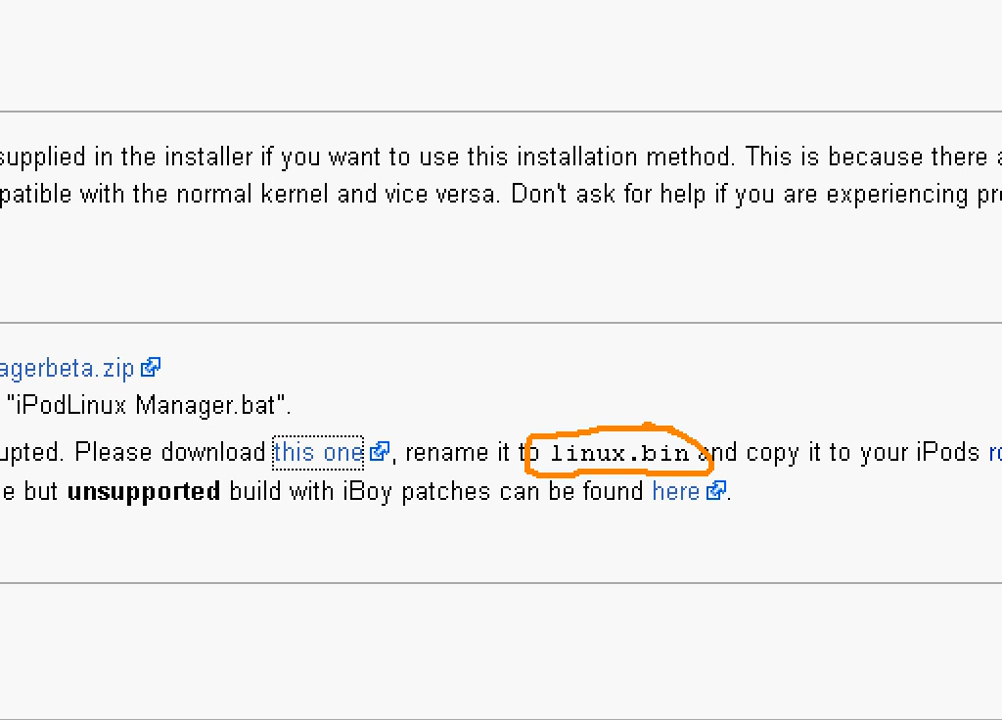 supplied in the installer if you want to use this installation method. This is because there
patible with the normal kernel and vice versa. Don't ask for help if you are experiencing
agerbeta.zip
"iPodLinux Manager.bat".
upted. Please download this one, rename it to linux.bin and copy it to your iPods
e but unsupported build with iBoy patches can be found here.